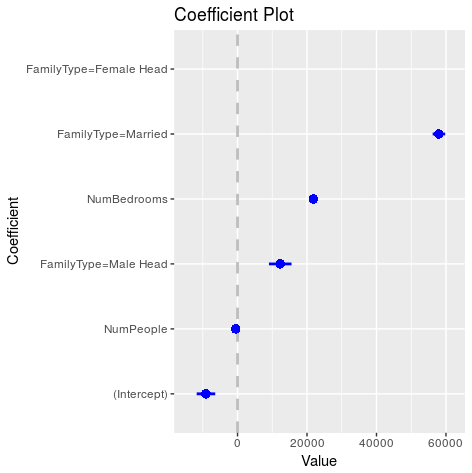 Coefficient Plot
FamilyType=Female Head
FamilyType=Married
NumBedrooms
FamilyType=Male Head
NumPeople
(Intercept)
Coefficient
0 20000 40000 60000
Value